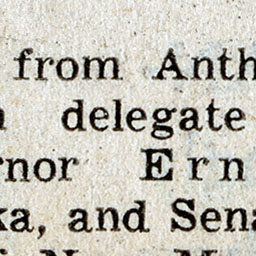 from Anth
delegate
rnor Ern
ka, and Sena